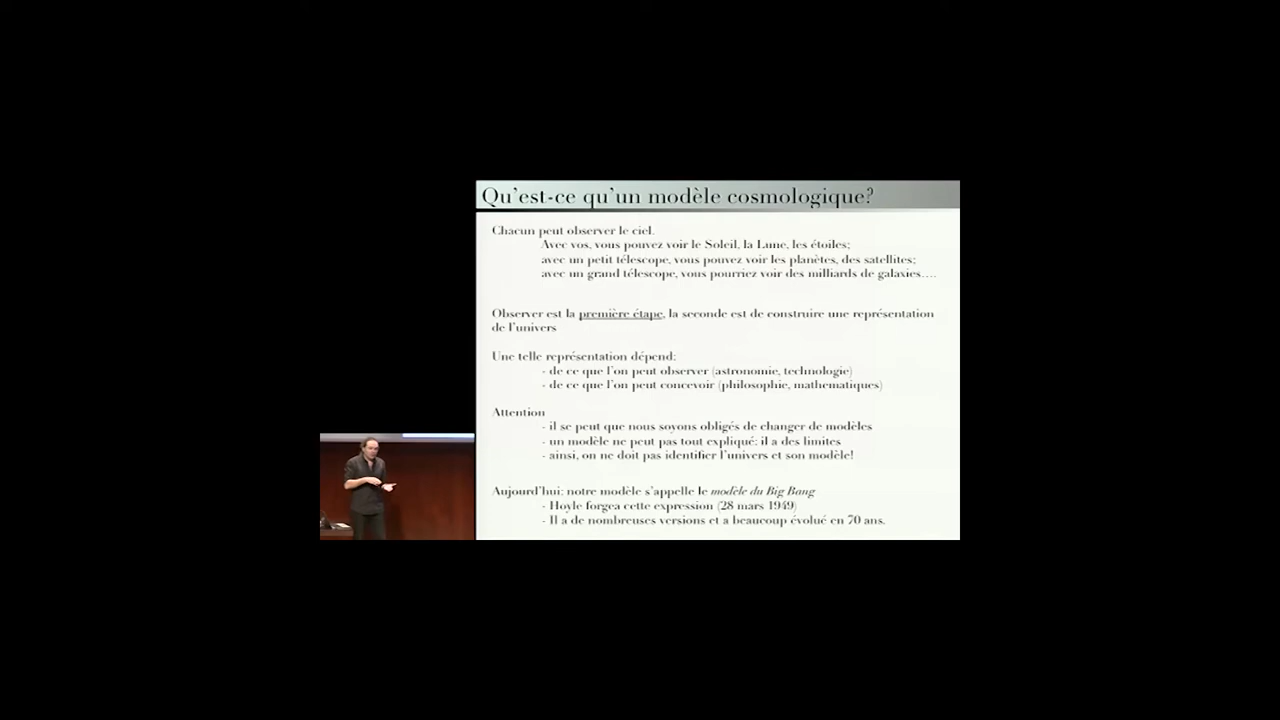 Qu'est-ce qu'un modèle cosmologique?
Chacun peut observer le ciel.
Avec vos, vous pouvez voir le Soleil, la Lune, les étoiles;
avec un petit télescope, vous pouvez voir les planètes, des satellites;
avec un grand télescope, vous pourriez voir des milliards de galaxies....
Observer est la première étape, la seconde est de construire une représentation
de l'univers
Une telle représentation dépend:
- de ce que l'on peut observer (astronomie, technologie)
- de ce que l'on peut concevoir (philosophie, mathematiques)
Attention
- il se peut que nous soyons obligés de changer de modèles
- un modèle ne peut pas tout expliqué: il a des limites
- ainsi, on ne doit pas identifier l'univers et son modèle!
Aujourd'hui: notre modèle s'appelle le modèle du Big Bang
- Hoyle forgea cette expression (28 mars 1949)
- Il a de nombreuses versions et a beaucoup évolué en 70 ans.